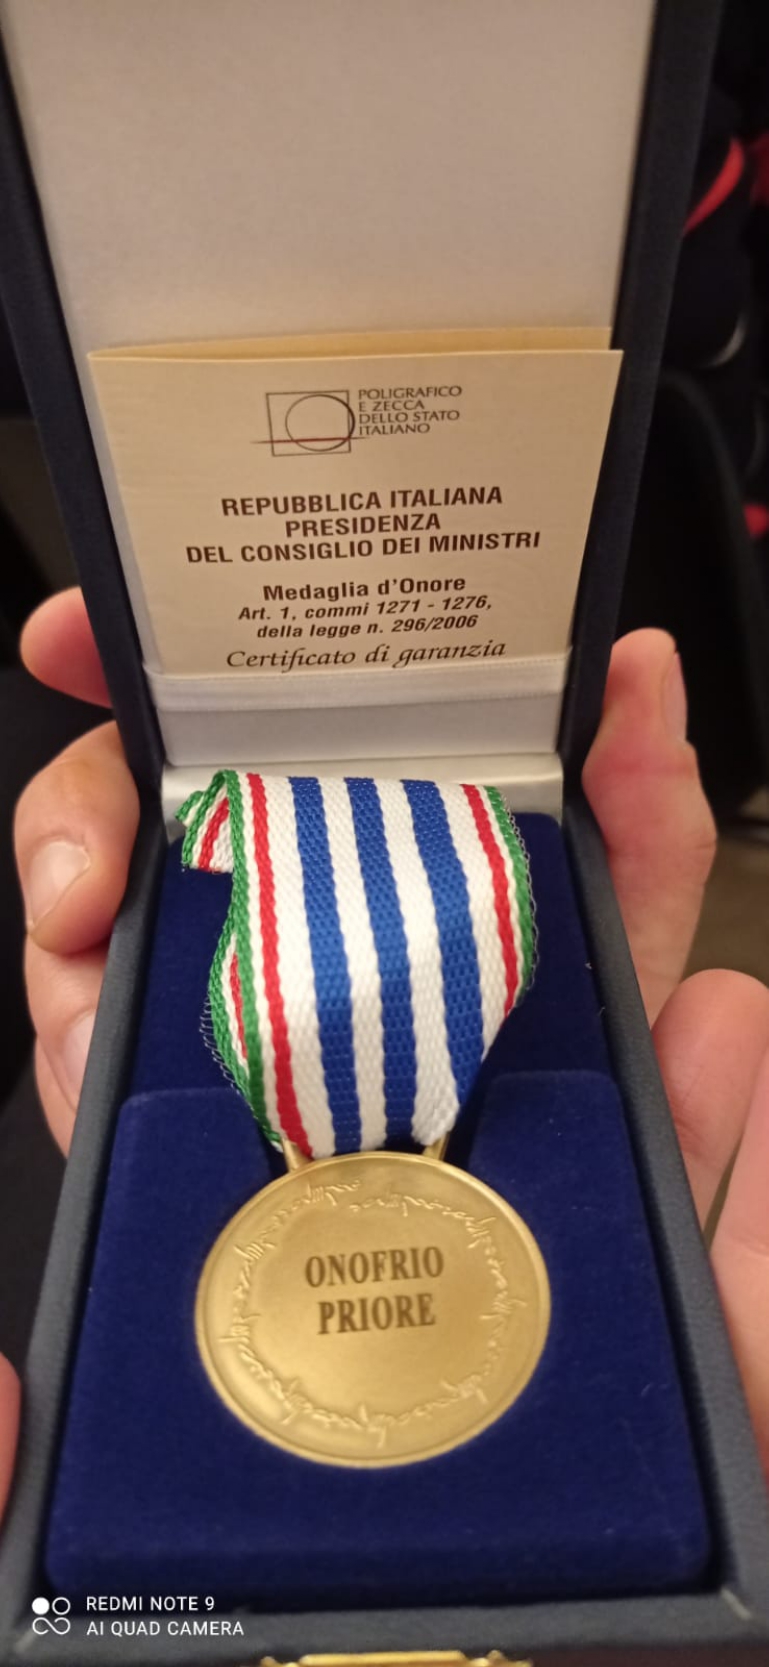 POLIGRAFICO
E ZECCA
DELLO STATO
ITALIANO
REPUBBLICA ITALIANA
PRESIDENZA
DEL CONSIGLIO DEI MINISTRI
Medaglia d'Onore
Art. 1, commi 1271 - 1276,
della legge n. 296/2006
Certificato di garanzia
ONOFRIO
PRIORE
REDMI NOTE 9
AI QUAD CAMERA